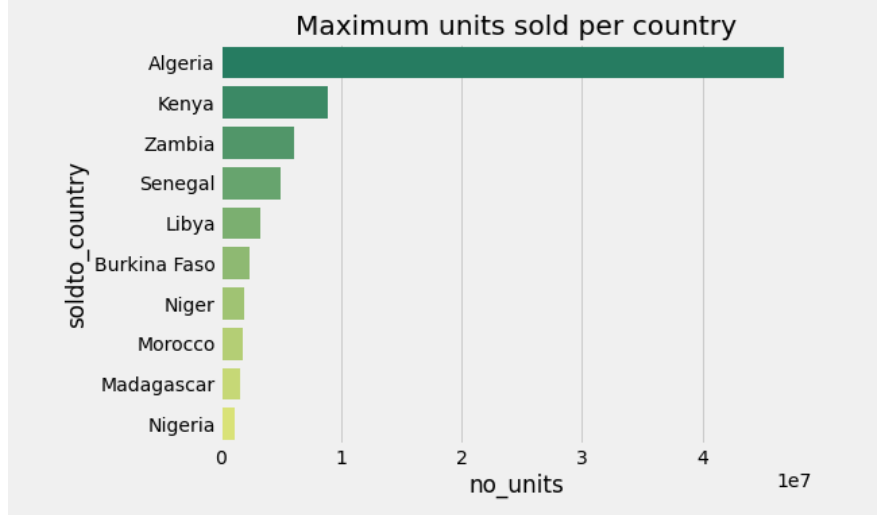 Maximum units sold per country
soldto_country
Algeria
Kenya
Zambia
Senegal
Libya
Burkina Faso
Niger
Morocco
Madagascar
Nigeria
0 1 2 3 4
1e7
no_units